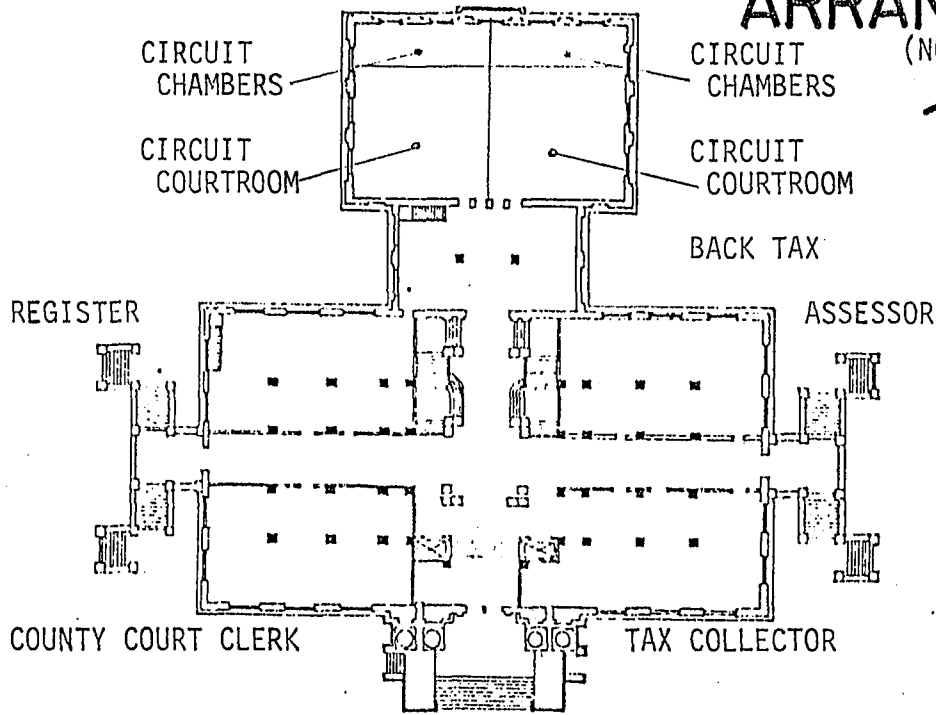 CIRCUIT
CHAMBERS
CIRCUIT
CHAMBERS
CIRCUIT
COURTROOM
CIRCUIT
COURTROOM
BACK TAX
REGISTER
ASSESSOR
COUNTY COURT CLERK
TAX COLLECTOR